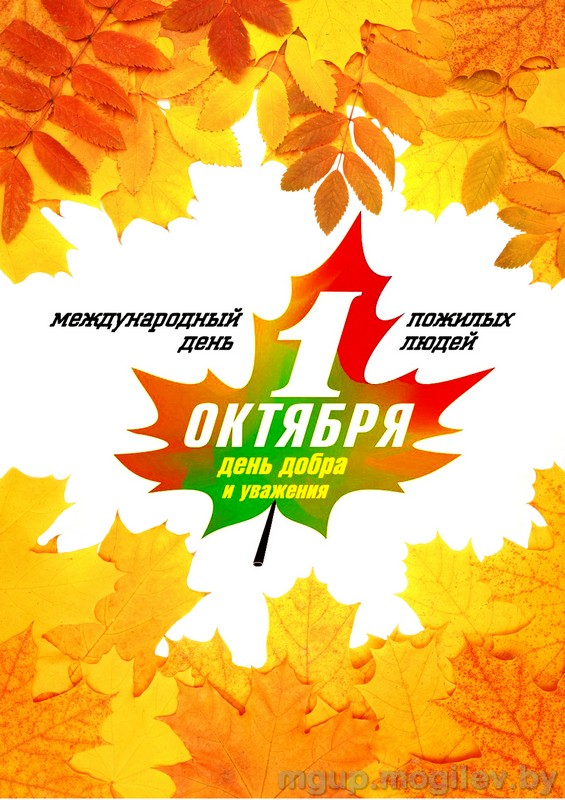 международный
день
пожилых
людей
1
ОКТЯБРЯ
день добра
и уважения
mgup.mogilev.by